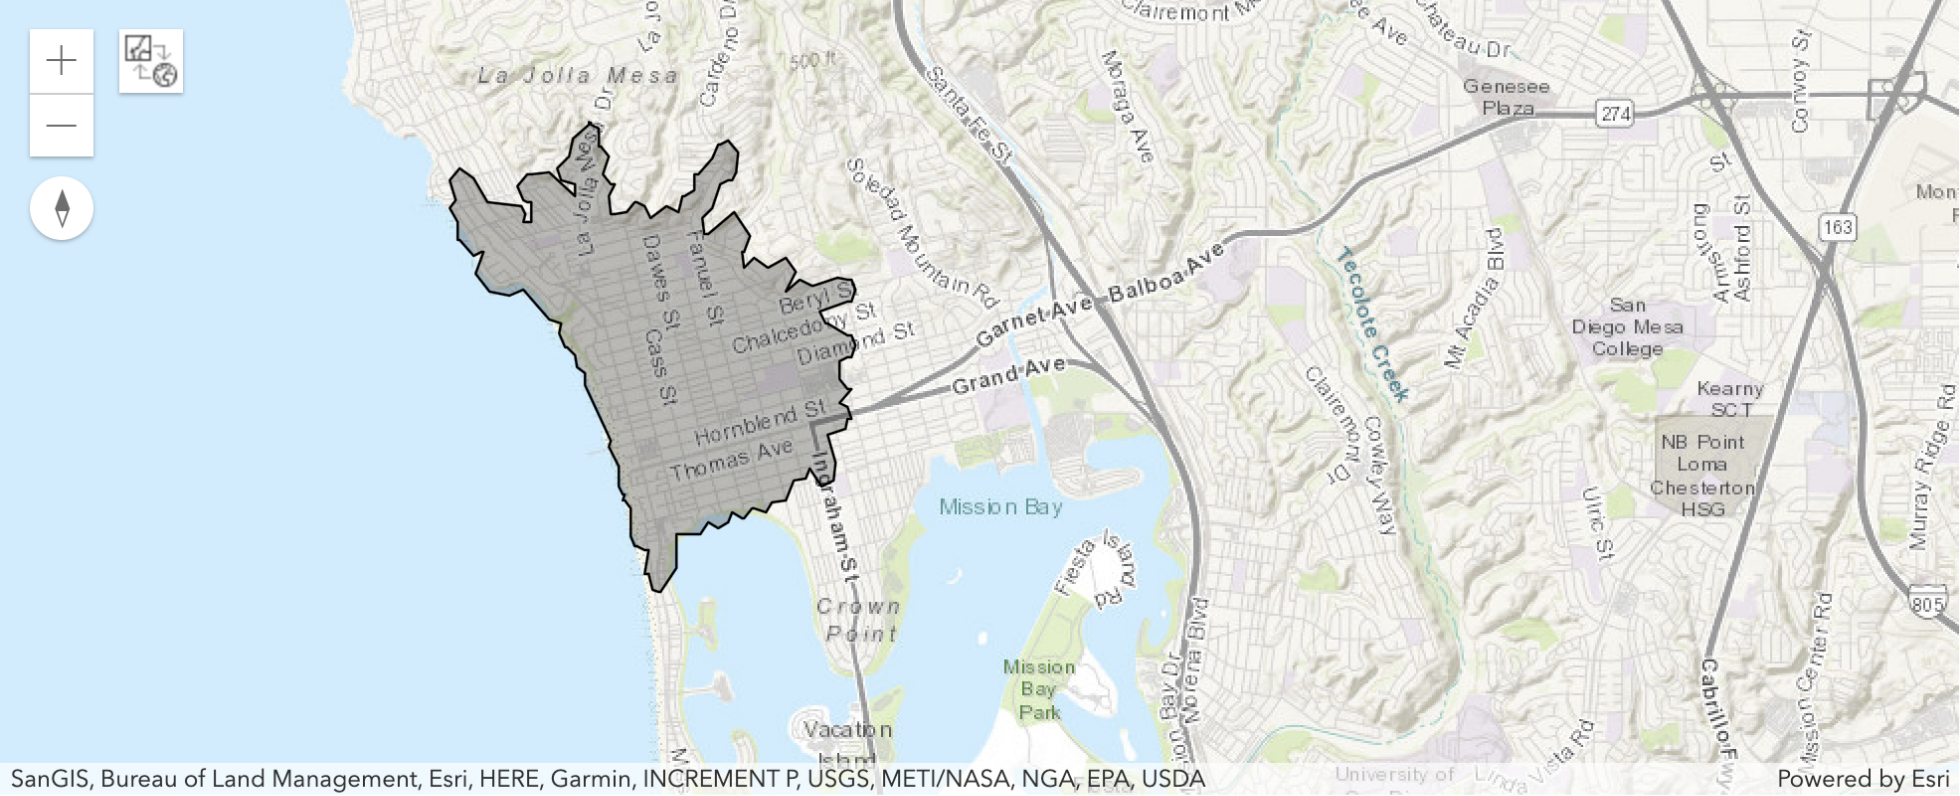 Clairemont M
La Jo
Cardeno D
La Jolla Mesa
500 ft
Santa Fe St
Moraga Ave
ee Ave
Chateau Dr
Genesee
Plaza
274
Convoy St
St
La Jolla Mesa Dr
Soledad Mountain Rd
Armstrong
Ashford St
Mon
F
163
Fanuel St
Dawes St
Cass St
Beryl S
Chalcedony St
Diamond St
Garnet Ave
Balboa Ave
Grand Ave
Tecolote Creek
Mt Acadia Blvd
San
Diego Mesa
College
Kearny
SCT
Hornblend St
Thomas Ave
Ingraham St
Clairemont Dr
Cowley Way
NB Point
Loma
Chesterton
HSG
Murray Ridge Rd
Mission Bay
Fiesta Island Rd
Ulric St
Crown
Point
805
Mission
Bay
Park
Morena Blvd
Cabrillo F
wy
Mission Center Rd
Vacation
Island
Bay Dr
ion
M
Linda Vista Rd
University of
SanGIS, Bureau of Land Management, Esri, HERE, Garmin, INCREMENT P, USGS, METI/NASA, NGA, EPA, USDA
Powered by Esri